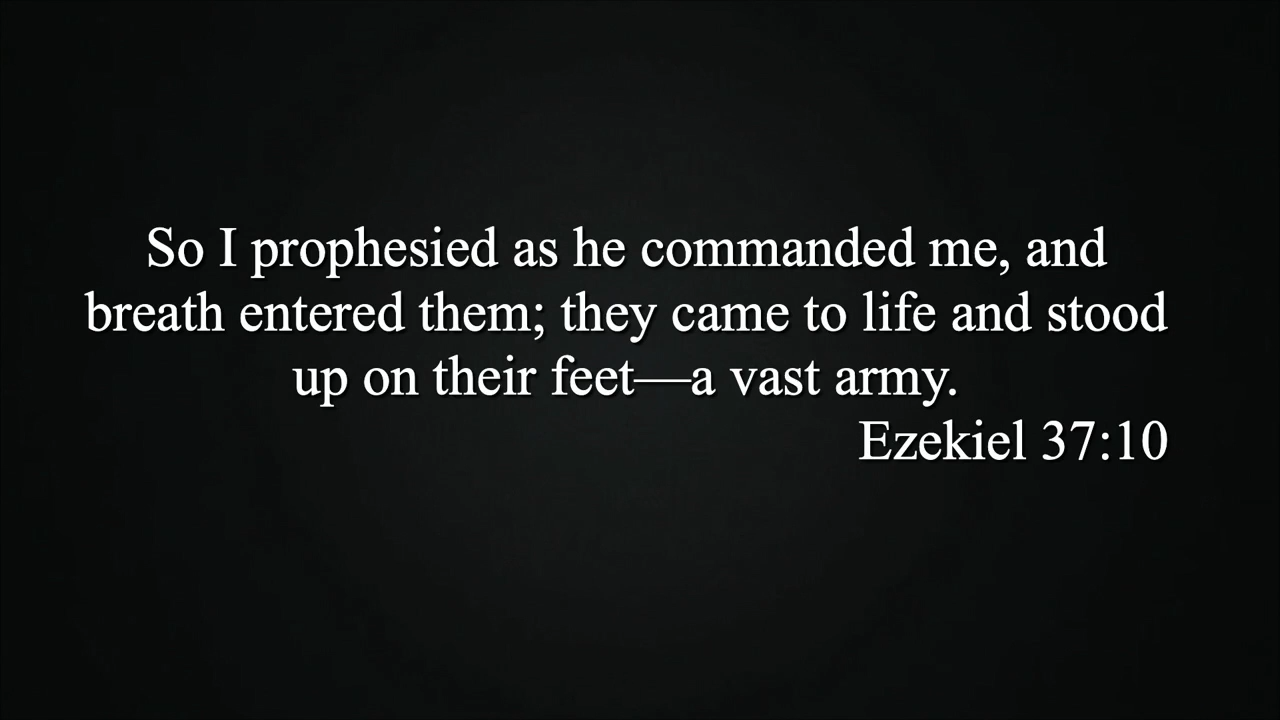 So I prophesied as he commanded me, and
breath entered them; they came to life and stood
up on their feet—a vast army.
Ezekiel 37:10